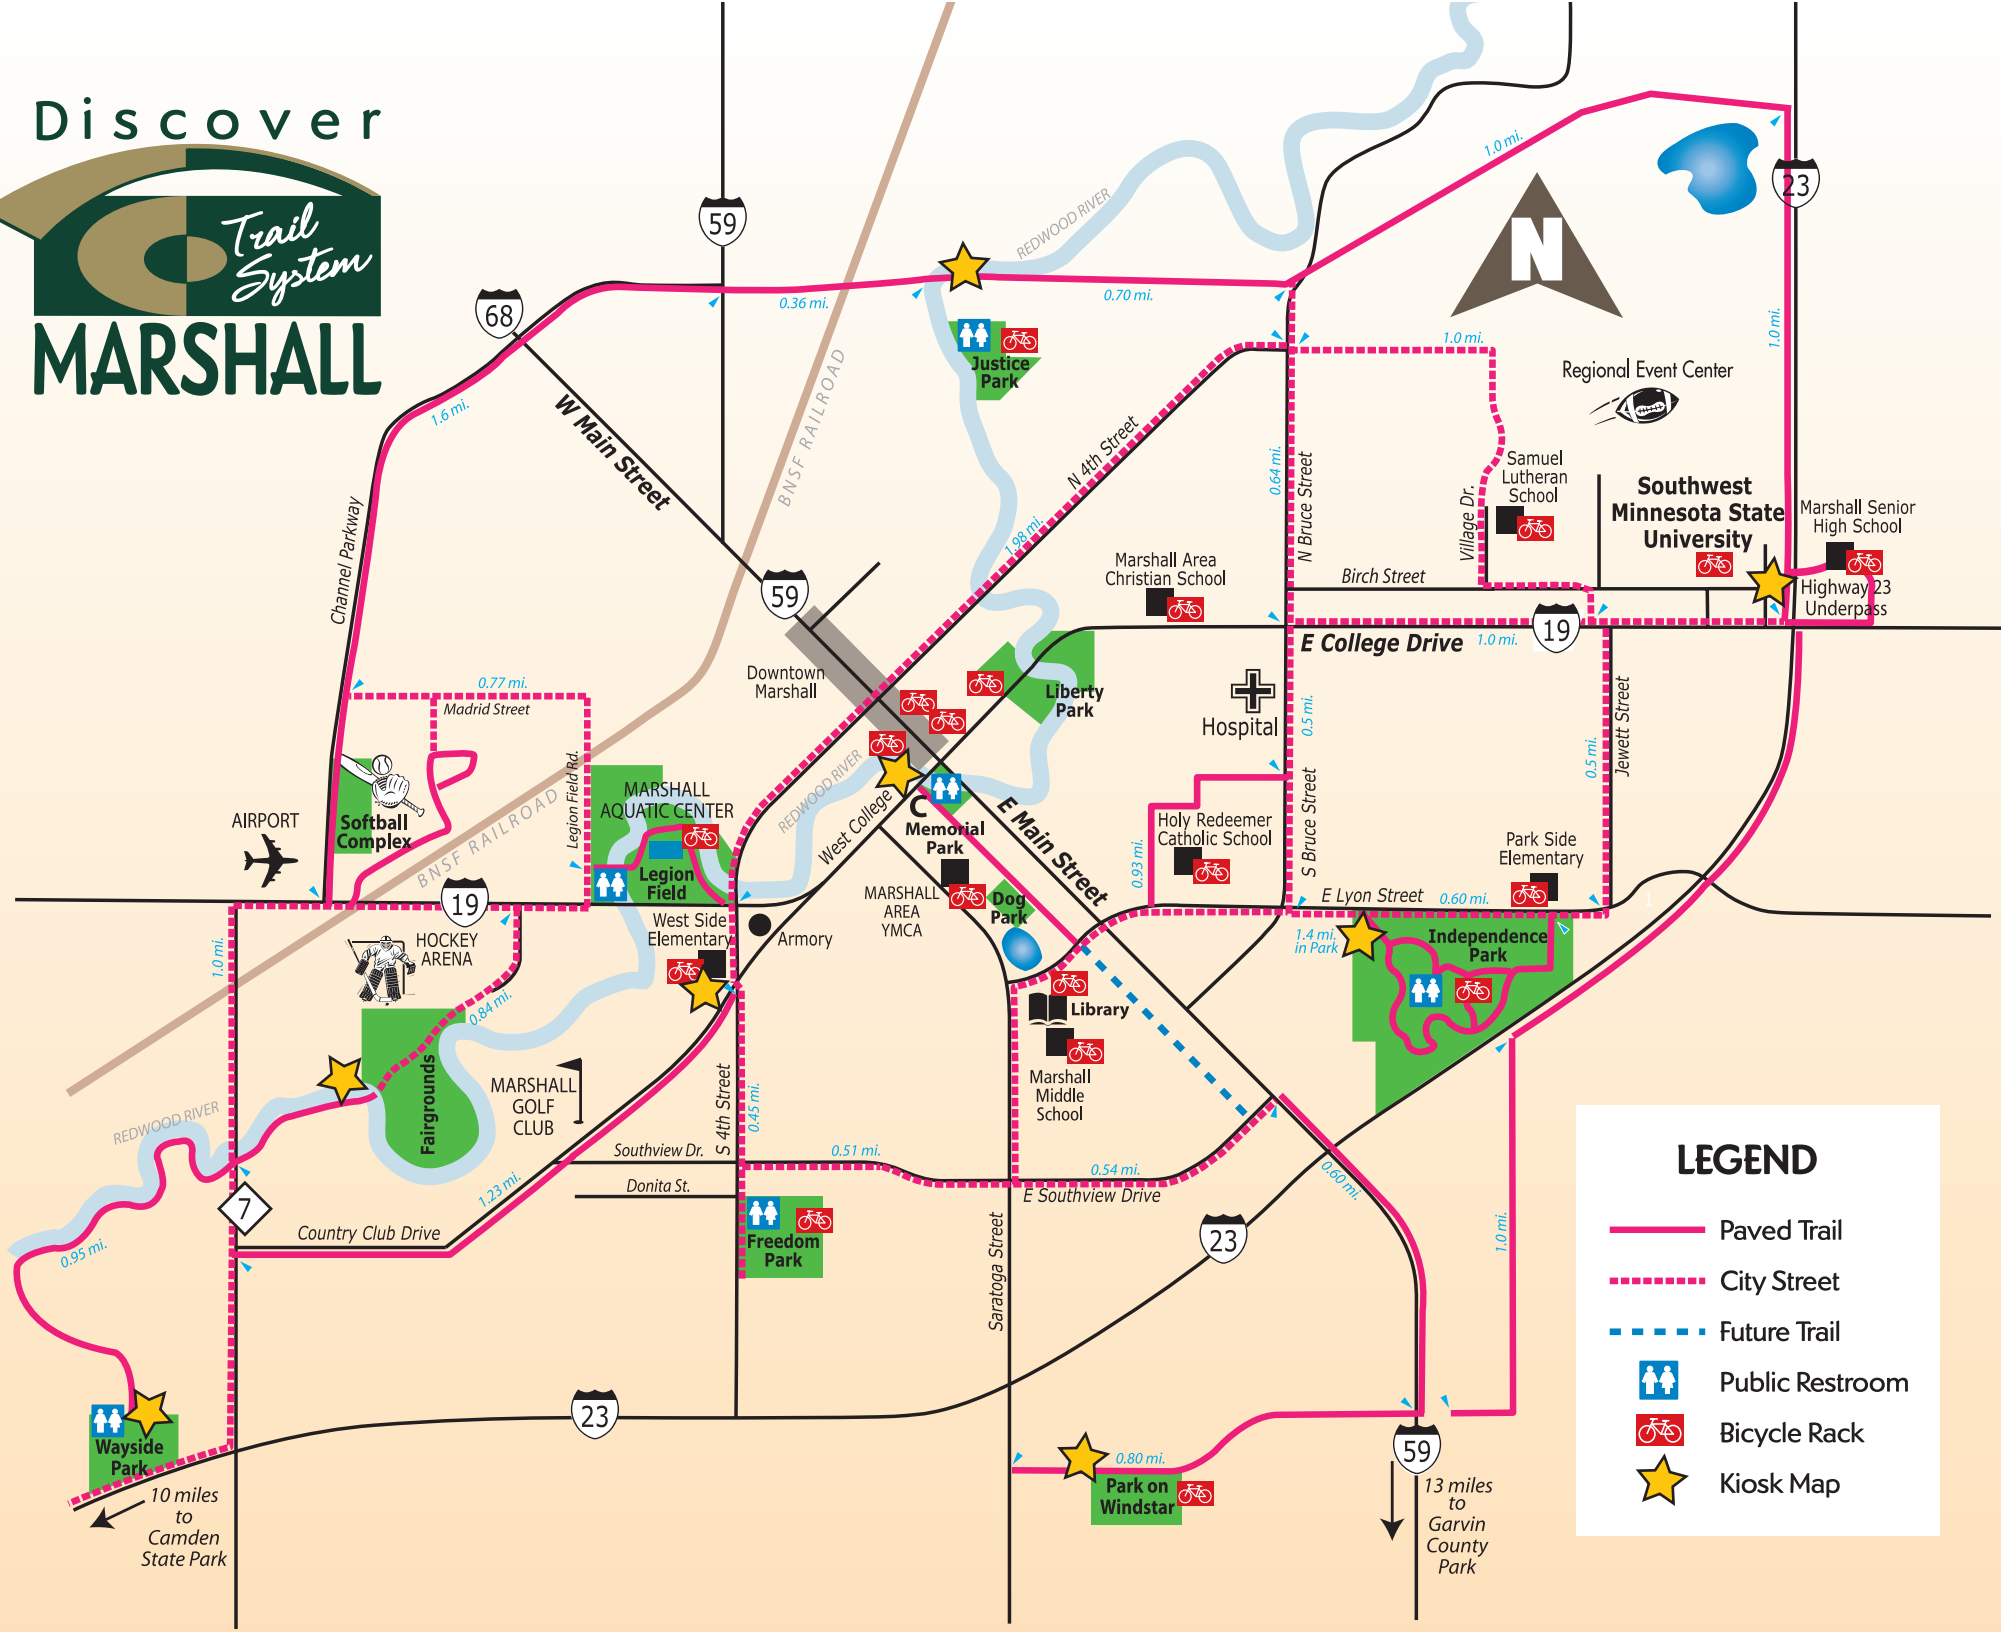 Discover
Trail
System
MARSHALL
59
68
23
N
REDWOOD RIVER
1.0 mi.
0.36 mi.
0.70 mi.
1.0 mi.
1.0 mi.
1.6 mi.
Justice
Park
BNSF RAILROAD
W Main Street
N 4th Street
1.98 mi.
0.64 mi.
N Bruce Street
Regional Event Center
Samuel
Lutheran
School
Village Dr.
Southwest
Minnesota State
University
Marshall Senior
High School
Highway 23
Underpass
Channel Parkway
59
Marshall Area
Christian School
Birch Street
19
E College Drive
1.0 mi.
Downtown
Marshall
Liberty
Park
Hospital
0.5 mi.
S Bruce Street
Jewett Street
0.5 mi.
0.77 mi.
Madrid Street
Legion Field Rd.
Softball
Complex
AIRPORT
BNSF RAILROAD
19
MARSHALL
AQUATIC CENTER
Legion
Field
REDWOOD RIVER
West College
C
Memorial
Park
E Main Street
MARSHALL
AREA
YMCA
Dog
Park
Holy Redeemer
Catholic School
0.93 mi.
Park Side
Elementary
E Lyon Street
0.60 mi.
1
1.4 mi.
in Park
Independence
Park
1.0 mi.
HOCKEY
ARENA
0.84 mi.
West Side
Elementary
Armory
Library
Marshall
Middle
School
Fairgrounds
MARSHALL
GOLF
CLUB
S 4th Street
0.45 mi.
REDWOOD RIVER
Southview Dr.
0.51 mi.
0.54 mi.
E Southview Drive
Donita St.
1.23 mi.
7
Country Club Drive
0.95 mi.
Freedom
Park
Saratoga Street
23
0.60 mi.
1.0 mi.
23
59
Wayside
Park
10 miles
to
Camden
State Park
0.80 mi.
Park on
Windstar
13 miles
to
Garvin
County
Park
LEGEND
Paved Trail
City Street
Future Trail
Public Restroom
Bicycle Rack
Kiosk Map